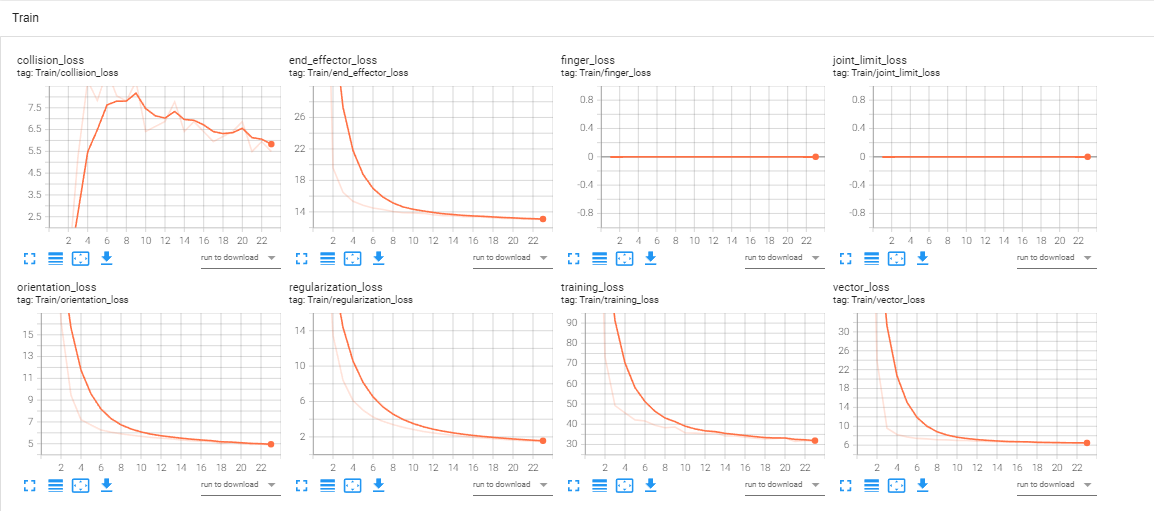 Train
collision_loss
tag: Train/collision_loss
7.5
6.5
5.5
4.5
3.5
2.5
2 4 6 8 10 12 14 16 18 20 22
run to download
end_effector_loss
tag: Train/end_effector_loss
26
22
18
14
2 4 6 8 10 12 14 16 18 20 22
run to download
finger_loss
tag: Train/finger_loss
0.8
0.4
0
-0.4
-0.8
2 4 6 8 10 12 14 16 18 20 22
run to download
joint_limit_loss
tag: Train/joint_limit_loss
0.8
0.4
0
-0.4
-0.8
2 4 6 8 10 12 14 16 18 20 22
run to download
orientation_loss
tag: Train/orientation_loss
15
13
11
9
7
5
2 4 6 8 10 12 14 16 18 20 22
run to download
regularization_loss
tag: Train/regularization_loss
14
10
6
2
2 4 6 8 10 12 14 16 18 20 22
run to download
training_loss
tag: Train/training_loss
90
80
70
60
50
40
30
2 4 6 8 10 12 14 16 18 20 22
run to download
vector_loss
tag: Train/vector_loss
30
26
22
18
14
10
6
2 4 6 8 10 12 14 16 18 20 22
run to download